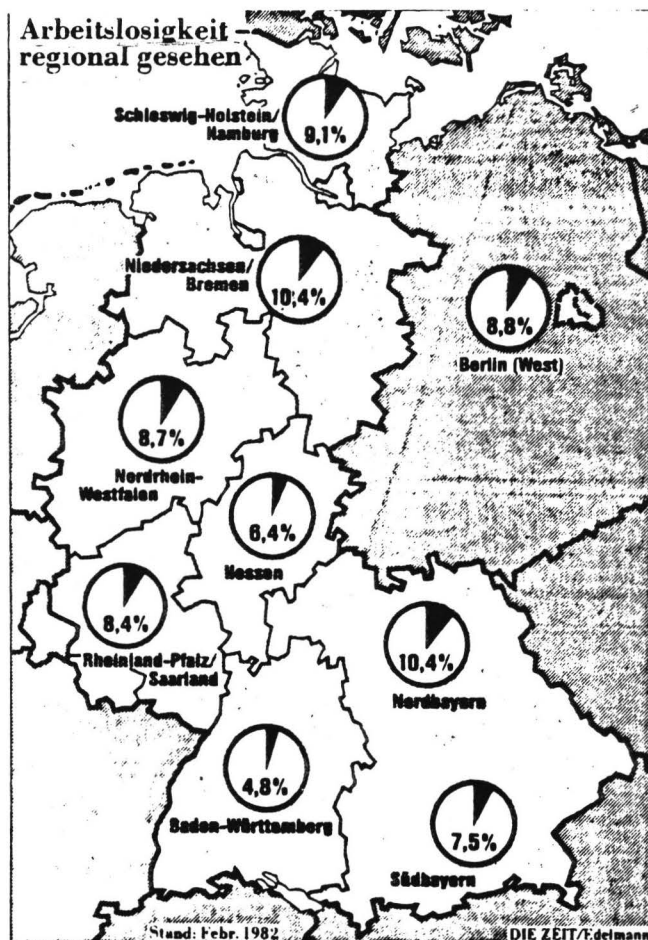 Arbeitslosigkeit –
regional gesehen
Schleswig-Holstein/
Hamburg
9,1%
Niedersachsen/
Bremen
10,4%
8,8%
Berlin (West)
8,7%
Nordrhein-
Westfalen
6,4%
Hessen
8,4%
Rheinland-Pfalz/
Saarland
10,4%
Nordbayern
4,8%
Baden-Württemberg
7,5%
Südbayern
Stand: Febr. 1982
DIE ZEIT/Edelmann